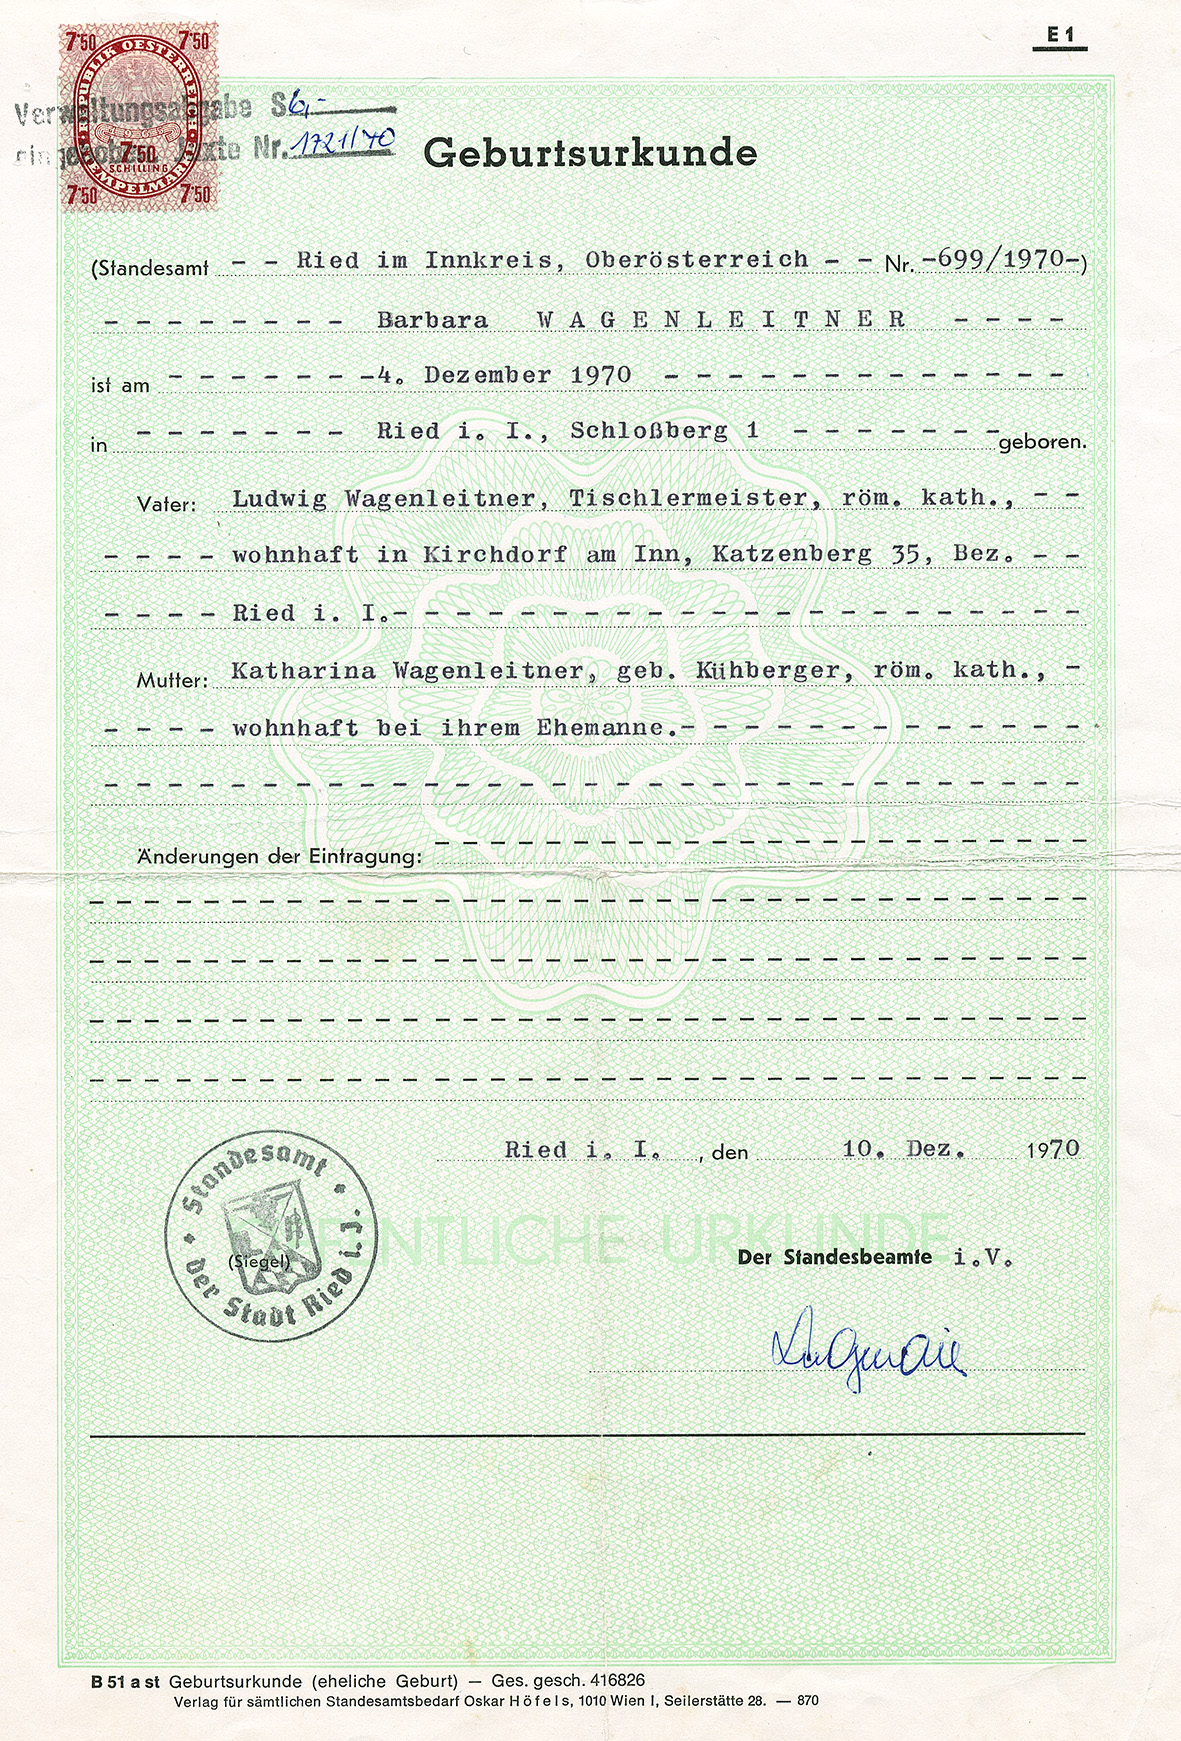 E 1
7·50 7·50
REPUBLIK OESTERREICH
7·50
SCHILLING
STEMPELMARKE
7·50 7·50
Verwaltungsabgabe S 6,-
eingehoben, Juxte Nr. 1721/70
Geburtsurkunde
(Standesamt - - Ried im Innkreis, Oberösterreich - - Nr. -699/1970-)
- - - - - - - - Barbara W A G E N L E I T N E R - - - -
ist am - - - - - - -4. Dezember 1970 - - - - - - - - - - - - -
in - - - - - - - Ried i. I., Schloßberg 1 - - - - - - - geboren.
Vater: Ludwig Wagenleitner, Tischlermeister, röm. kath., - -
- - - - wohnhaft in Kirchdorf am Inn, Katzenberg 35, Bez. - -
- - - - Ried i. I.- - - - - - - - - - - - - - - - - - - - - -
Mutter: Katharina Wagenleitner, geb. Kühberger, röm. kath., -
- - - - wohnhaft bei ihrem Ehemanne.- - - - - - - - - - - - -
Änderungen der Eintragung:
Ried i. I. , den 10. Dez. 1970
Standesamt
der Stadt Ried i. I.
(Siegel)
ENTLICHE URKUNDE
Der Standesbeamte i.V.
B 51 a st Geburtsurkunde (eheliche Geburt) — Ges. gesch. 416826
Verlag für sämtlichen Standesamtsbedarf Oskar Höfels, 1010 Wien I, Seilerstätte 28. — 870